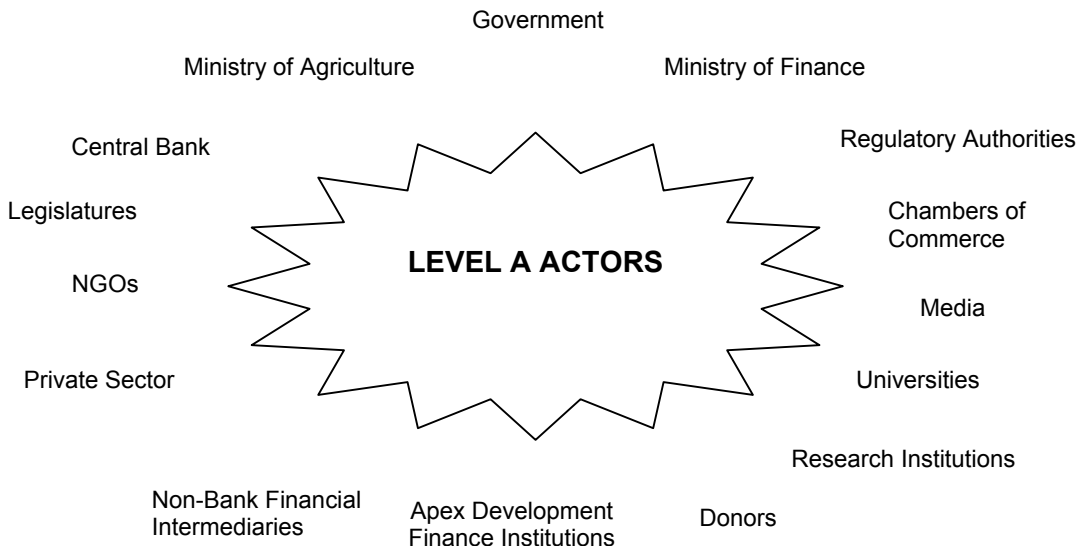 Government
Ministry of Agriculture
Ministry of Finance
Central Bank
Regulatory Authorities
Legislatures
Chambers of
Commerce
LEVEL A ACTORS
NGOs
Media
Private Sector
Universities
Research Institutions
Non-Bank Financial
Intermediaries
Apex Development
Finance Institutions
Donors